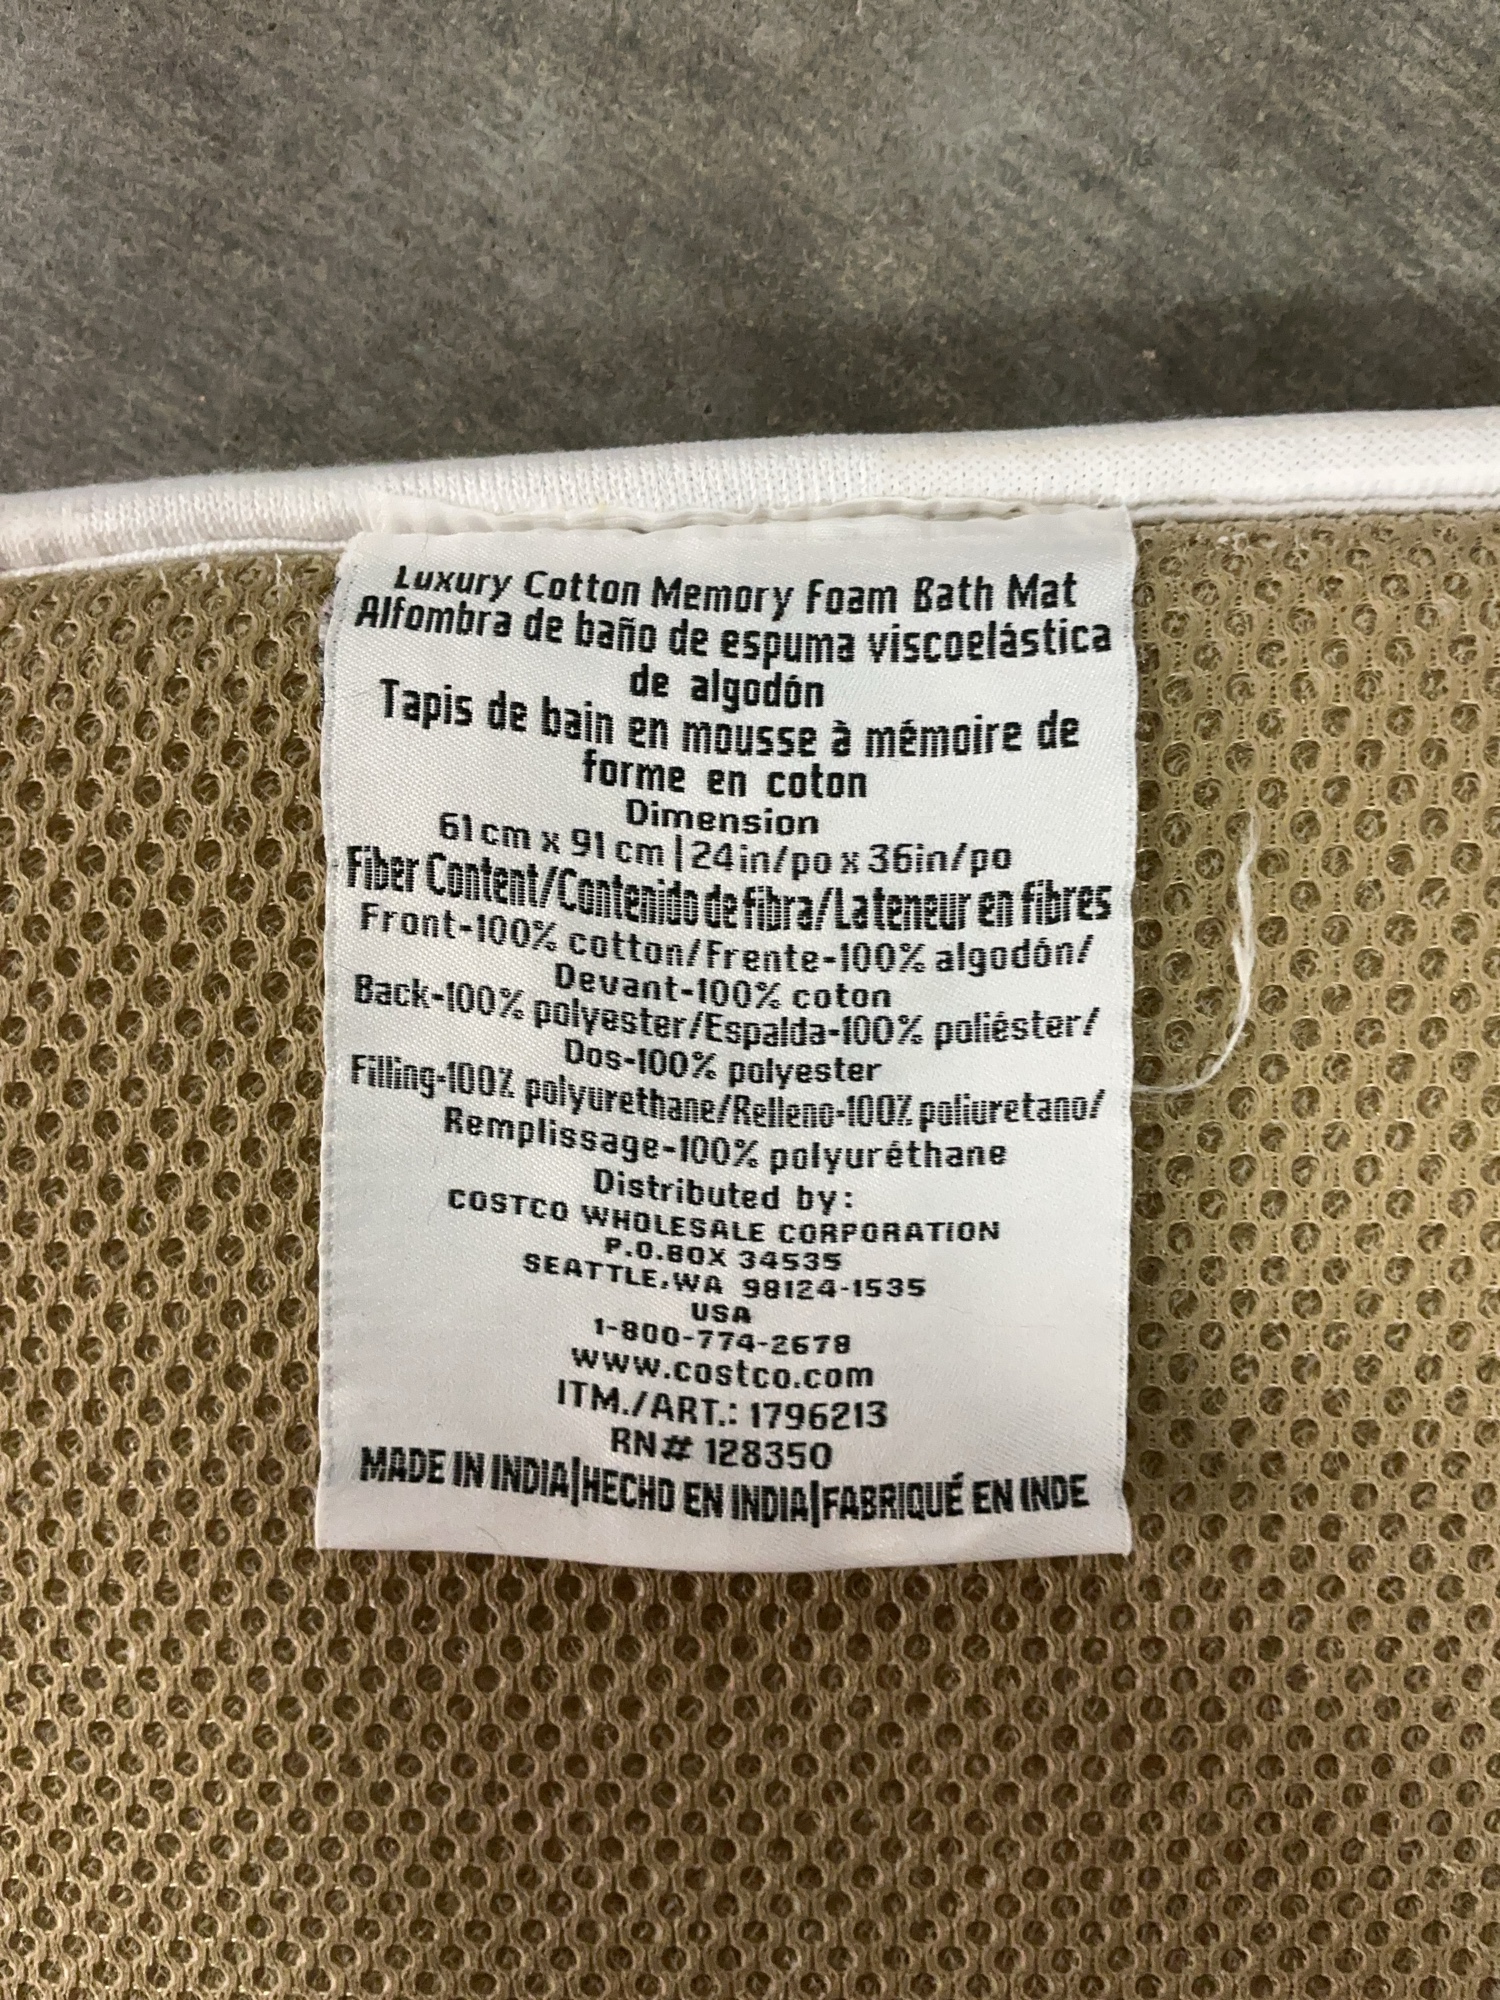 Luxury Cotton Memory Foam Bath Mat
Alfombra de baño de espuma viscoelástica
de algodón
Tapis de bain en mousse à mémoire de
forme en coton
Dimension
61 cm x 91 cm | 24in/po x 36in/po
Fiber Content/Contenido de fibra/La teneur en fibres
Front-100% cotton/Frente-100% algodón/
Devant-100% coton
Back-100% polyester/Espalda-100% poliéster/
Dos-100% polyester
Filling-100% polyurethane/Relleno-100% poliuretano/
Remplissage-100% polyuréthane
Distributed by:
COSTCO WHOLESALE CORPORATION
P.O.BOX 34535
SEATTLE,WA 98124-1535
USA
1-800-774-2678
www.costco.com
ITM./ART.: 1796213
RN# 128350
MADE IN INDIA|HECHO EN INDIA|FABRIQUÉ EN INDE